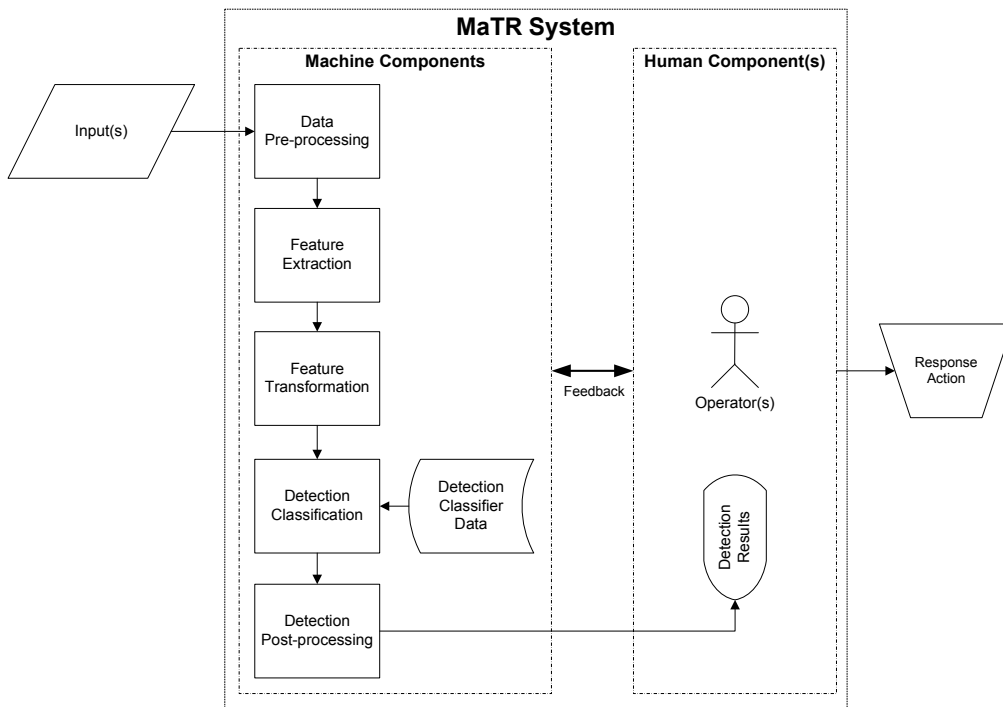 MaTR System
Machine Components
Human Component(s)
Input(s)
Data
Pre-processing
Feature
Extraction
Feature
Transformation
Detection
Classification
Detection
Classifier
Data
Detection
Post-processing
Feedback
Operator(s)
Detection
Results
Response
Action